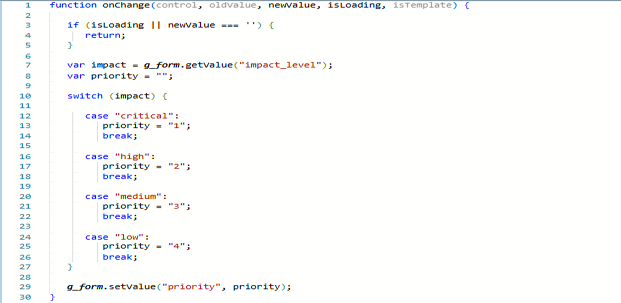 1 function onChange(control, oldValue, newValue, isLoading, isTemplate) {
2
3 if (isLoading || newValue === '') {
4 return;
5 }
6
7 var impact = g_form.getValue("impact_level");
8 var priority = "";
9
10 switch (impact) {
11
12 case "critical":
13 priority = "1";
14 break;
15
16 case "high":
17 priority = "2";
18 break;
19
20 case "medium":
21 priority = "3";
22 break;
23
24 case "low":
25 priority = "4";
26 break;
27 }
28
29 g_form.setValue("priority", priority);
30 }